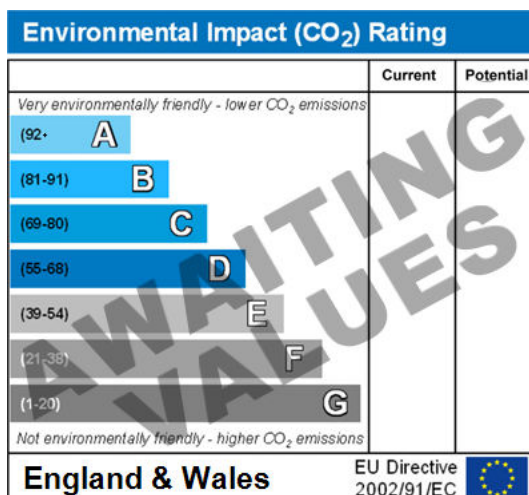 Environmental Impact (CO₂) Rating
Current Potential
Very environmentally friendly - lower CO₂ emissions
(92+ A
(81-91) B
(69-80) C
(55-68) D
(39-54) E
(21-38) F
(1-20) G
Not environmentally friendly - higher CO₂ emissions
AWAITING
VALUES
England & Wales
EU Directive
2002/91/EC